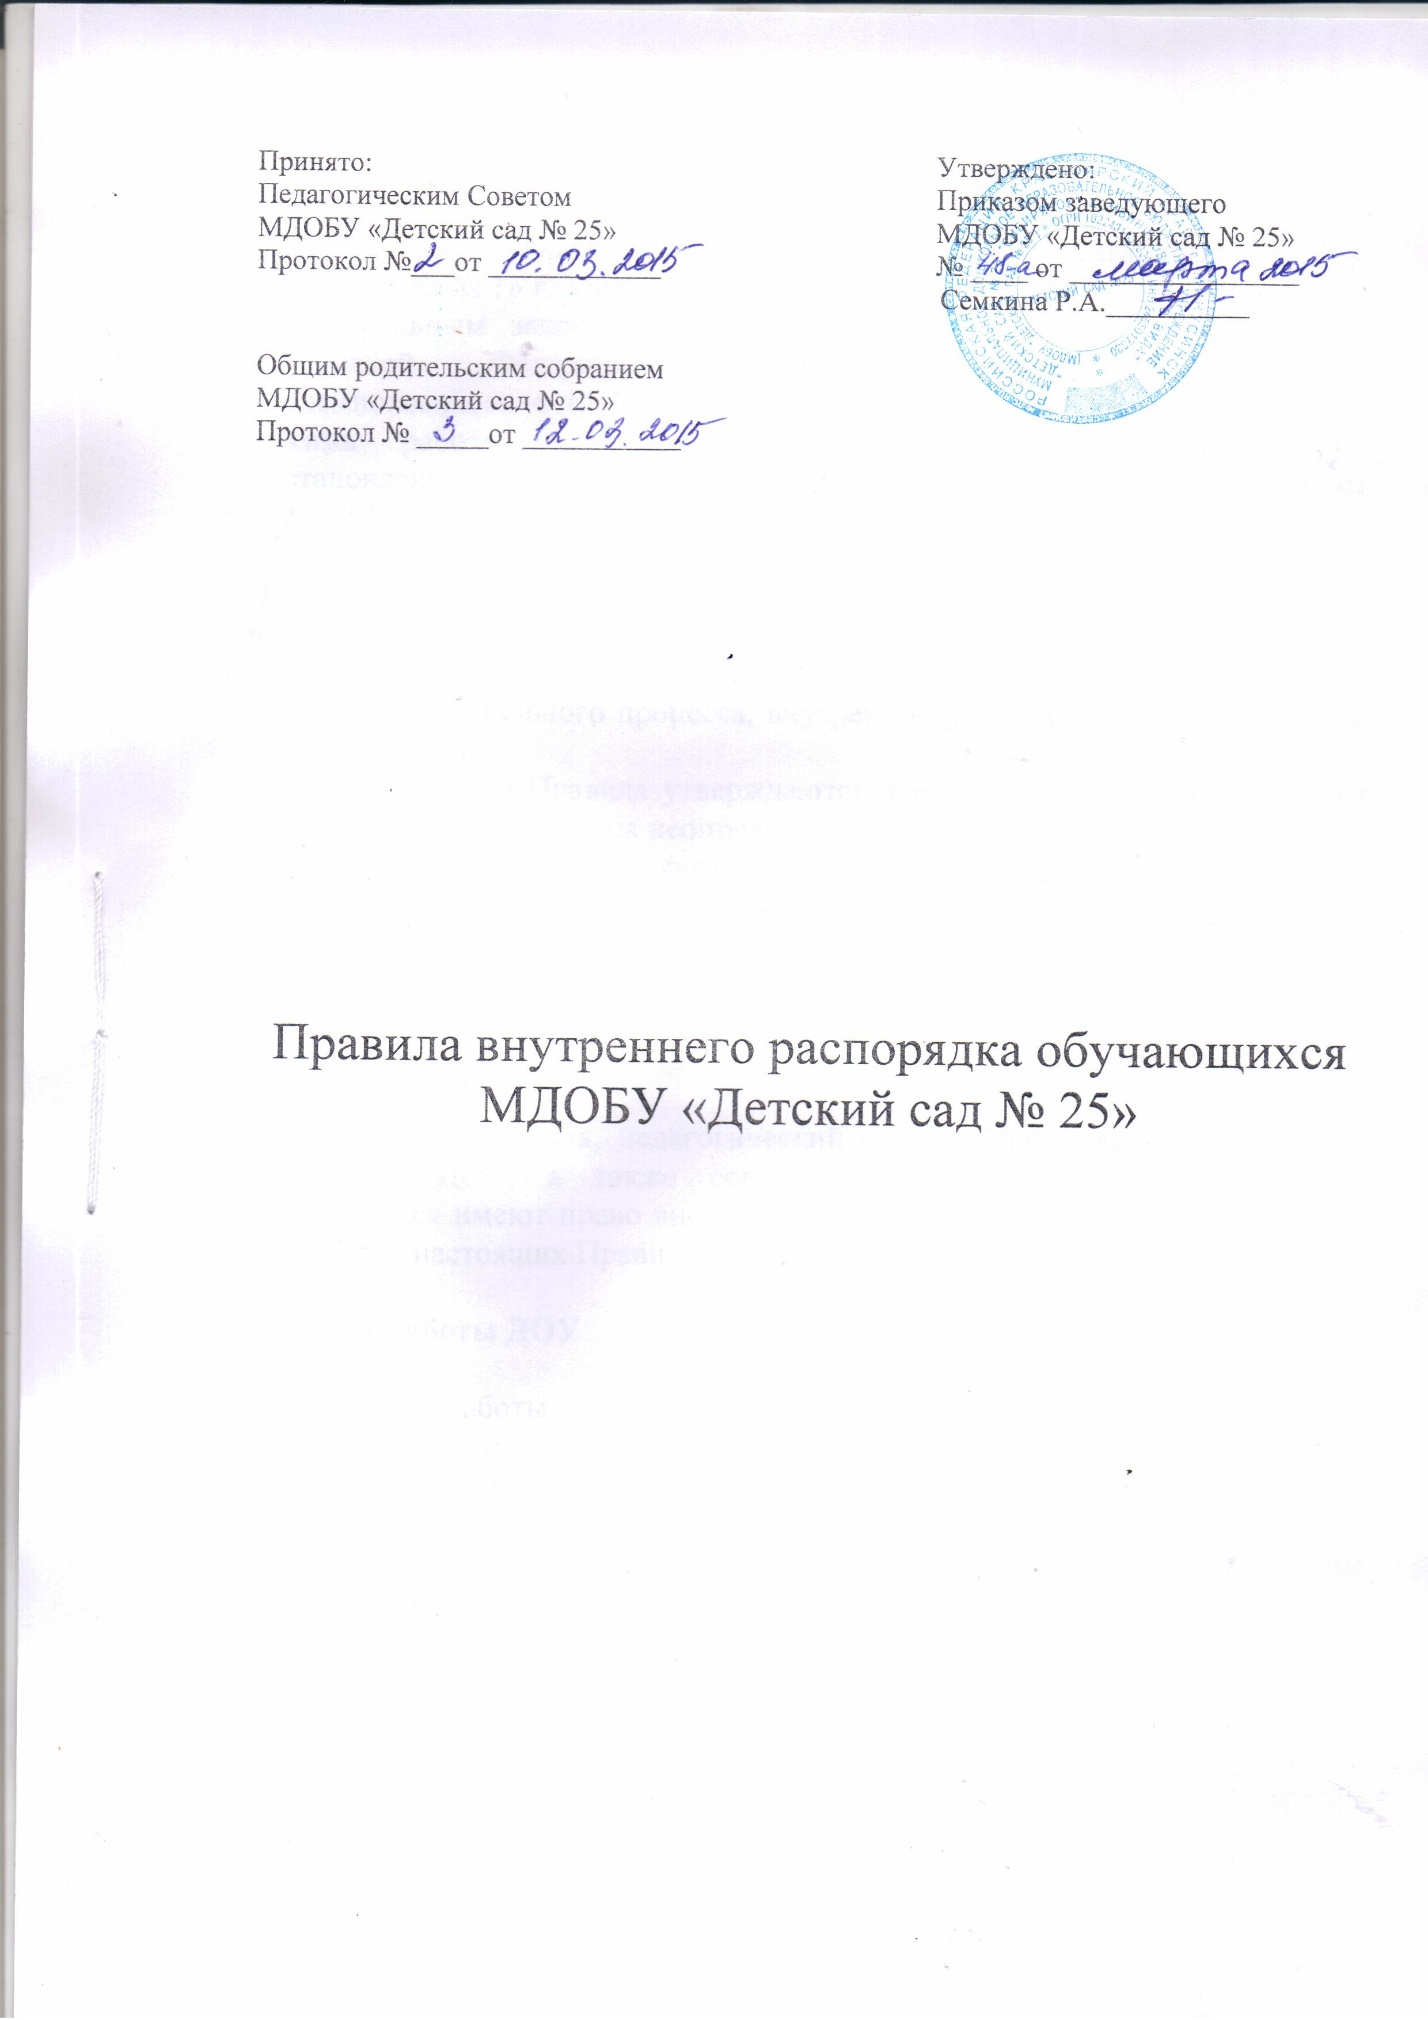 Принято:
Педагогическим Советом
МДОБУ «Детский сад № 25»
Протокол № 2 от 10.03.2015
Общим родительским собранием
МДОБУ «Детский сад № 25»
Протокол № 3 от 12.03.2015
Утверждено:
Приказом заведующего
МДОБУ «Детский сад № 25»
№ 48-а от марта 2015
Семкина Р.А.
Правила внутреннего распорядка обучающихся
МДОБУ «Детский сад № 25»